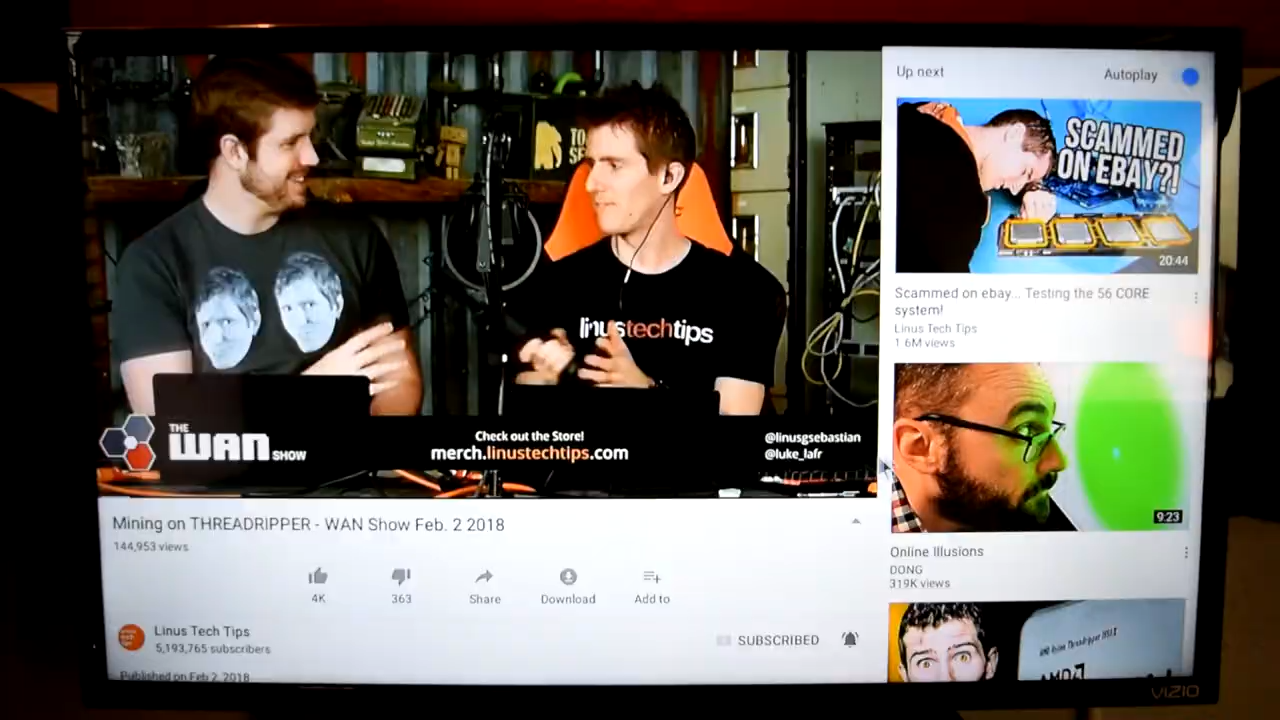 TO
SE
linustechtips
THE
WAN SHOW
Check out the Store!
merch.linustechtips.com
@linusgsebastian
@luke_lafr
Mining on THREADRIPPER - WAN Show Feb. 2 2018
144,953 views
4K
363
Share
Download
Add to
Linus Tech Tips
5,193,765 subscribers
SUBSCRIBED
Published on Feb 2, 2018
Up next
Autoplay
SCAMMED
ON EBAY?!
20:44
Scammed on ebay... Testing the 56 CORE
system!
Linus Tech Tips
1.6M views
9:23
Online Illusions
DONG
319K views
AMD
VIZIO